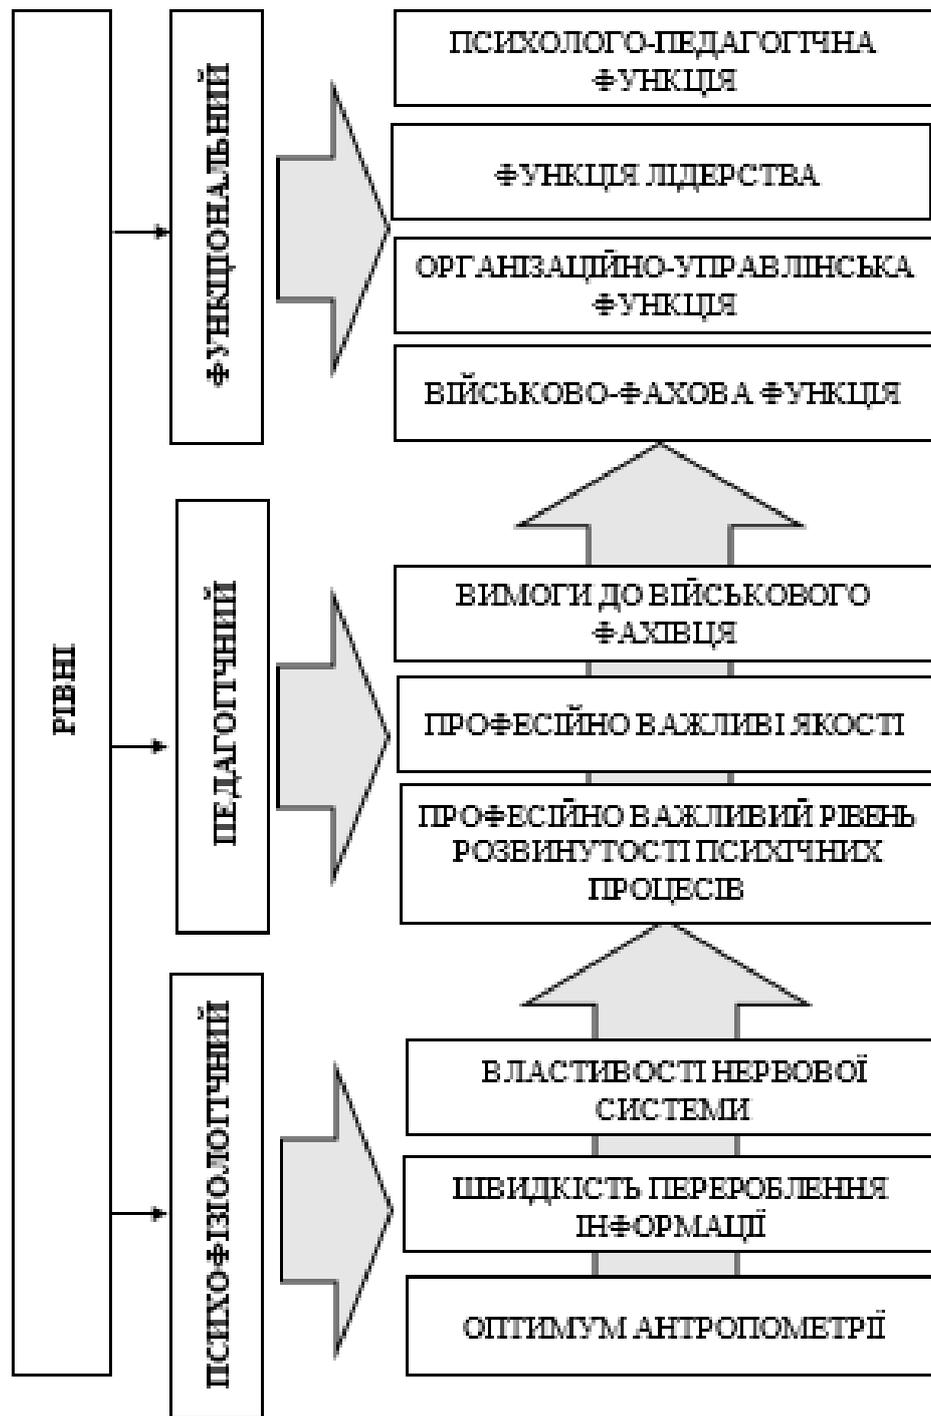 РІВНІ
ФУНКЦІОНАЛЬНИЙ
ПСИХОЛОГО-ПЕДАГОГІЧНА
ФУНКЦІЯ
ФУНКЦІЯ ЛІДЕРСТВА
ОРГАНІЗАЦІЙНО-УПРАВЛІНСЬКА
ФУНКЦІЯ
ВІЙСЬКОВО-ФАХОВА ФУНКЦІЯ
ПЕДАГОГІЧНИЙ
ВИМОГИ ДО ВІЙСЬКОВОГО
ФАХІВЦЯ
ПРОФЕСІЙНО ВАЖЛИВІ ЯКОСТІ
ПРОФЕСІЙНО ВАЖЛИВИЙ РІВЕНЬ
РОЗВИНУТОСТІ ПСИХІЧНИХ
ПРОЦЕСІВ
ПСИХОФІЗІОЛОГІЧНИЙ
ВЛАСТИВОСТІ НЕРВОВОЇ
СИСТЕМИ
ШВИДКІСТЬ ПЕРЕРОБЛЕННЯ
ІНФОРМАЦІЇ
ОПТИМУМ АНТРОПОМЕТРІЇ